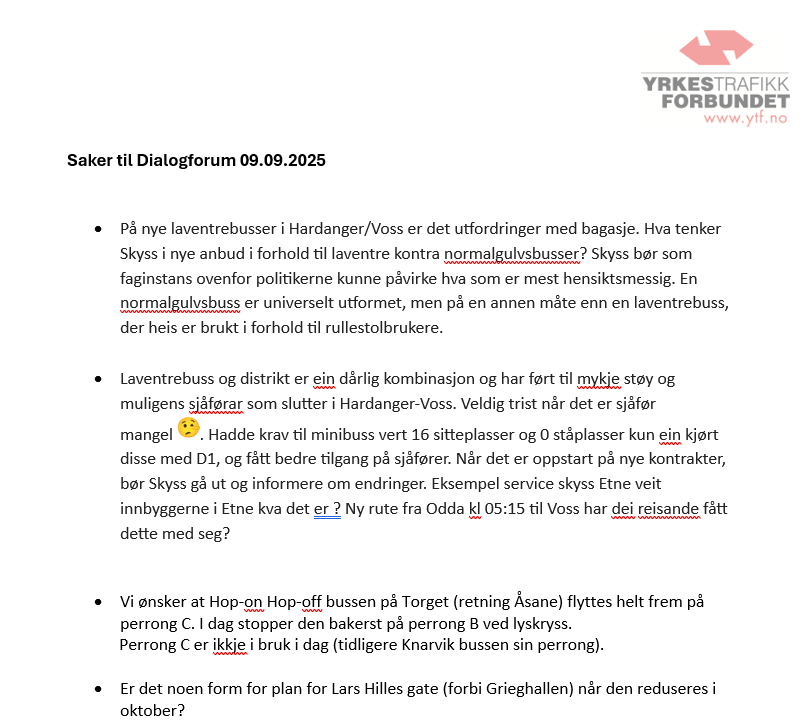 YRKESTRAFIKK
FORBUNDET
www.ytf.no
Saker til Dialogforum 09.09.2025
• På nye laventrebusser i Hardanger/Voss er det utfordringer med bagasje. Hva tenker
Skyss i nye anbud i forhold til laventre kontra normalgulvsbusser? Skyss bør som
faginstans ovenfor politikerne kunne påvirke hva som er mest hensiktsmessig. En
normalgulvsbuss er universelt utformet, men på en annen måte enn en laventrebuss,
der heis er brukt i forhold til rullestolbrukere.
• Laventrebuss og distrikt er ein dårlig kombinasjon og har ført til mykje støy og
muligens sjåførar som slutter i Hardanger-Voss. Veldig trist når det er sjåfør
mangel 🤨. Hadde krav til minibuss vert 16 sitteplasser og 0 ståplasser kun ein kjørt
disse med D1, og fått bedre tilgang på sjåfører. Når det er oppstart på nye kontrakter,
bør Skyss gå ut og informere om endringer. Eksempel service skyss Etne veit
innbyggerne i Etne kva det er ? Ny rute fra Odda kl 05:15 til Voss har dei reisande fått
dette med seg?
• Vi ønsker at Hop-on Hop-off bussen på Torget (retning Åsane) flyttes helt frem på
perrong C. I dag stopper den bakerst på perrong B ved lyskryss.
Perrong C er ikkje i bruk i dag (tidligere Knarvik bussen sin perrong).
• Er det noen form for plan for Lars Hilles gate (forbi Grieghallen) når den reduseres i
oktober?